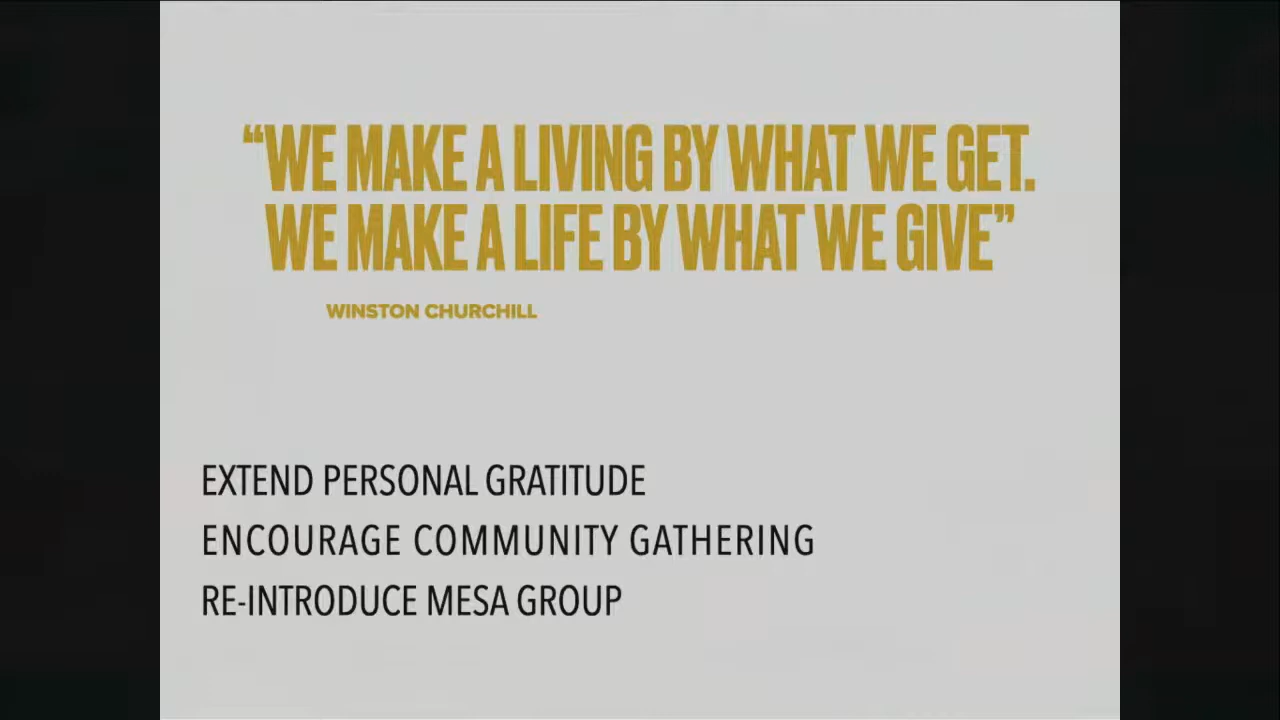 “WE MAKE A LIVING BY WHAT WE GET.
WE MAKE A LIFE BY WHAT WE GIVE”
WINSTON CHURCHILL
EXTEND PERSONAL GRATITUDE
ENCOURAGE COMMUNITY GATHERING
RE-INTRODUCE MESA GROUP